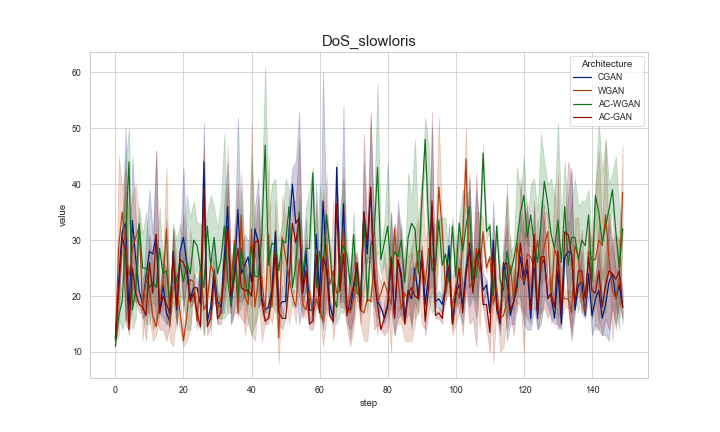 DoS_slowloris
Architecture
CGAN
WGAN
AC-WGAN
AC-GAN
value
60
50
40
30
20
10
0
20
40
60
80
100
120
140
step